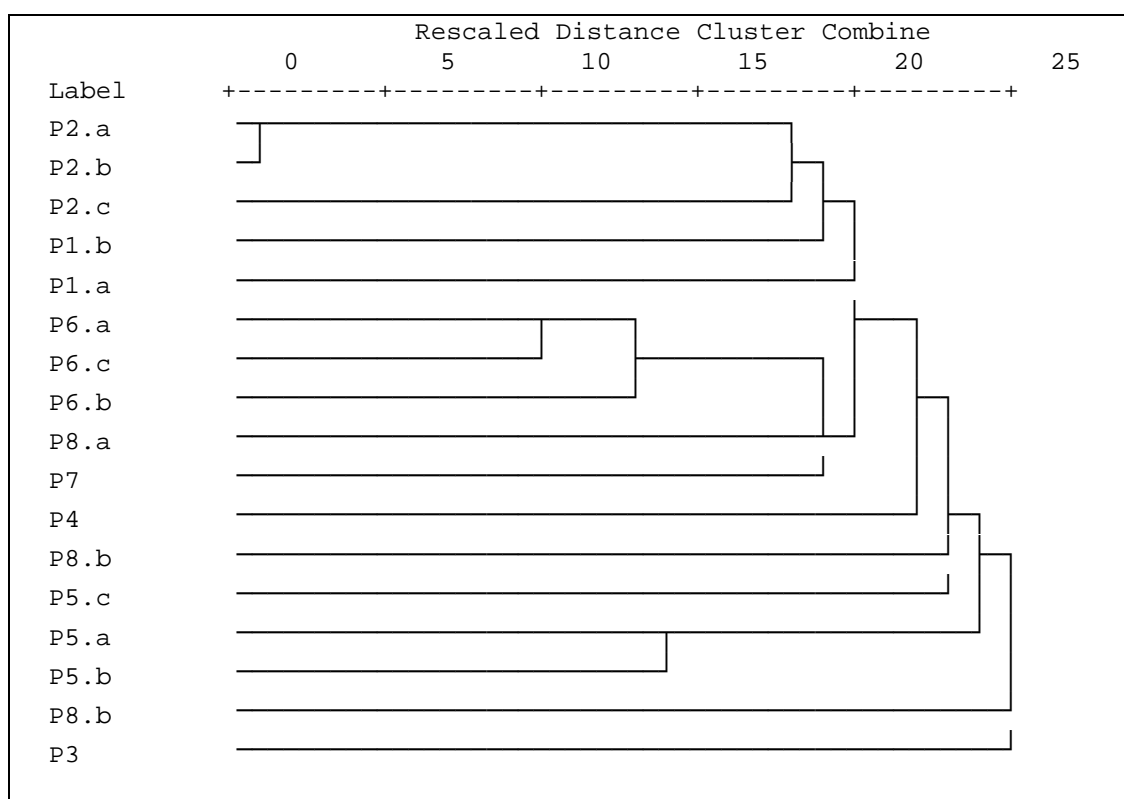 Rescaled Distance Cluster Combine
0 5 10 15 20 25
Label +---------+---------+---------+---------+---------+
P2.a
P2.b
P2.c
P1.b
P1.a
P6.a
P6.c
P6.b
P8.a
P7
P4
P8.b
P5.c
P5.a
P5.b
P8.b
P3